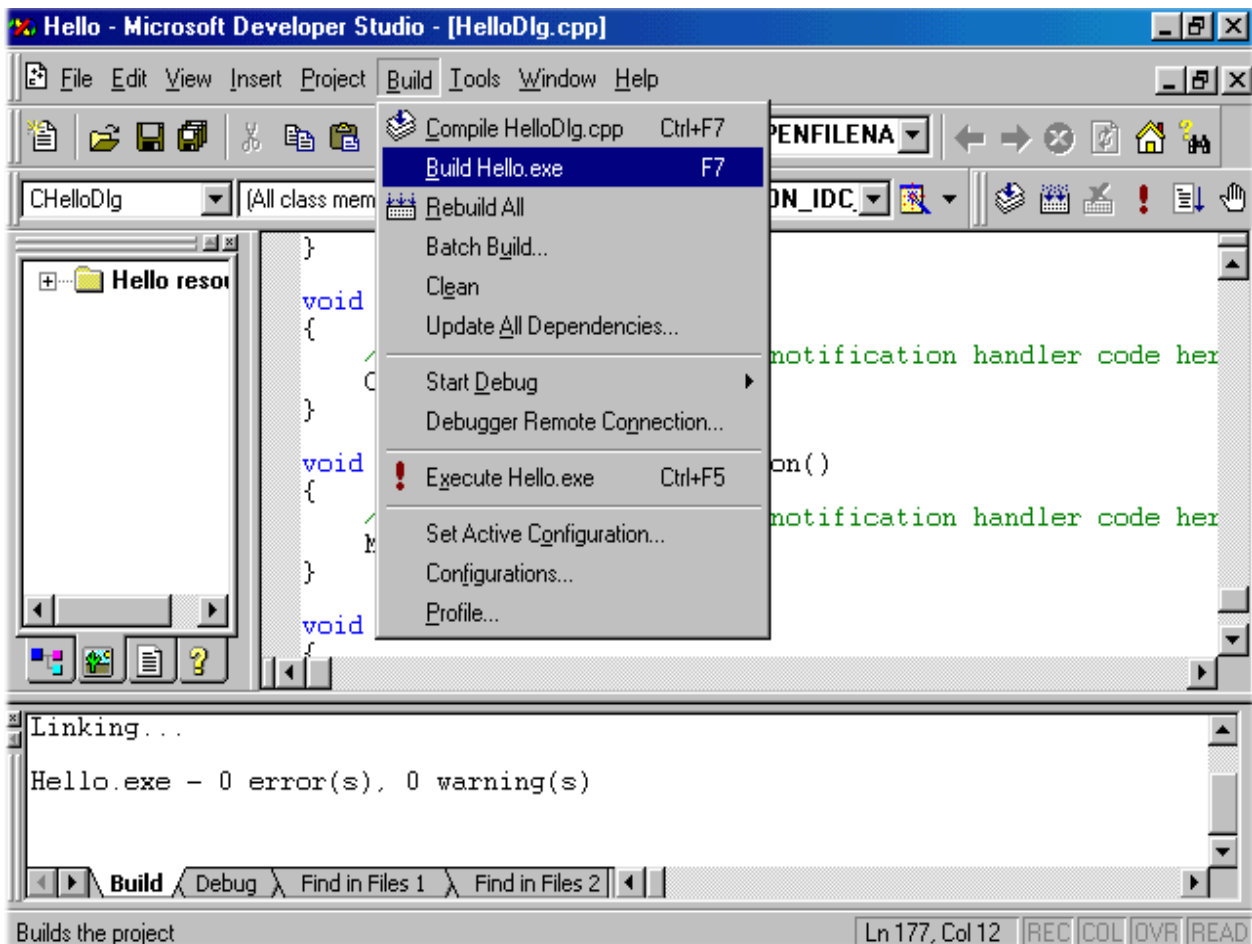 Hello - Microsoft Developer Studio - [HelloDlg.cpp]
File Edit View Insert Project Build Tools Window Help
Compile HelloDlg.cpp Ctrl+F7
Build Hello.exe F7
Rebuild All
Batch Build...
Clean
Update All Dependencies...
Start Debug
Debugger Remote Connection...
Execute Hello.exe Ctrl+F5
Set Active Configuration...
Configurations...
Profile...
PENFILENA
CHelloDlg (All class mem
ON_IDC_
Hello resou
}
void
{
notification handler code her
}
void on()
{
notification handler code her
}
void
{
Linking...
Hello.exe - 0 error(s), 0 warning(s)
Build Debug Find in Files 1 Find in Files 2
Builds the project Ln 177, Col 12 REC COL OVR READ